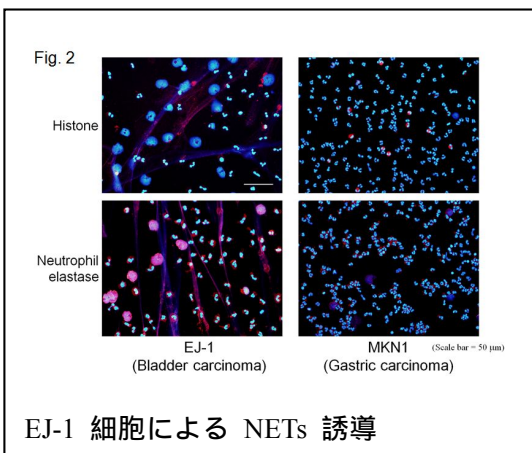 Fig. 2
Histone
Neutrophil
elastase
EJ-1
(Bladder carcinoma)
MKN1
(Gastric carcinoma)
(Scale bar = 50 μm)
EJ-1 細胞による NETs 誘導